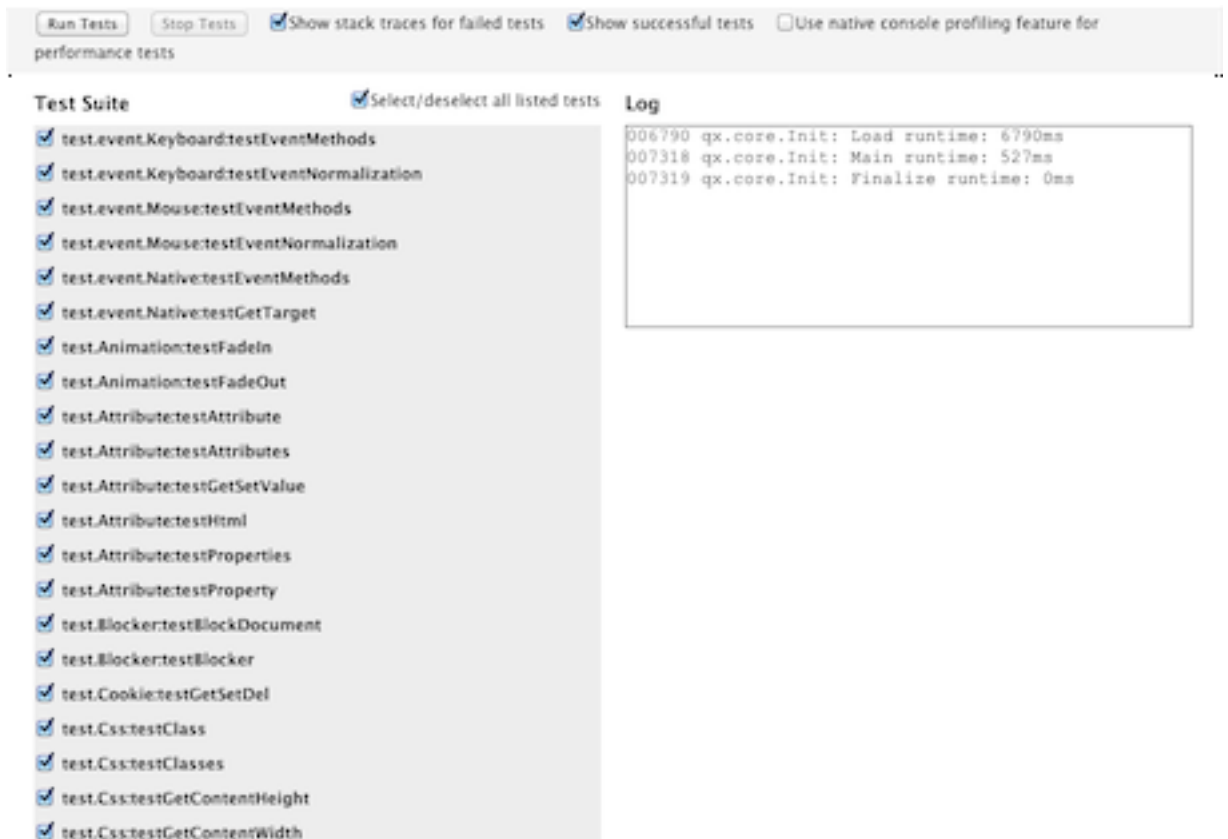 Run Tests Stop Tests Show stack traces for failed tests Show successful tests Use native console profiling feature for
performance tests
Test Suite Select/deselect all listed tests
test.event.Keyboard:testEventMethods
test.event.Keyboard:testEventNormalization
test.event.Mouse:testEventMethods
test.event.Mouse:testEventNormalization
test.event.Native:testEventMethods
test.event.Native:testGetTarget
test.Animation:testFadeIn
test.Animation:testFadeOut
test.Attribute:testAttribute
test.Attribute:testAttributes
test.Attribute:testGetSetValue
test.Attribute:testHtml
test.Attribute:testProperties
test.Attribute:testProperty
test.Blocker:testBlockDocument
test.Blocker:testBlocker
test.Cookie:testGetSetDel
test.Css:testClass
test.Css:testClasses
test.Css:testGetContentHeight
test.Css:testGetContentWidth
Log
006790 qx.core.Init: Load runtime: 6790ms
007318 qx.core.Init: Main runtime: 527ms
007319 qx.core.Init: Finalize runtime: 0ms